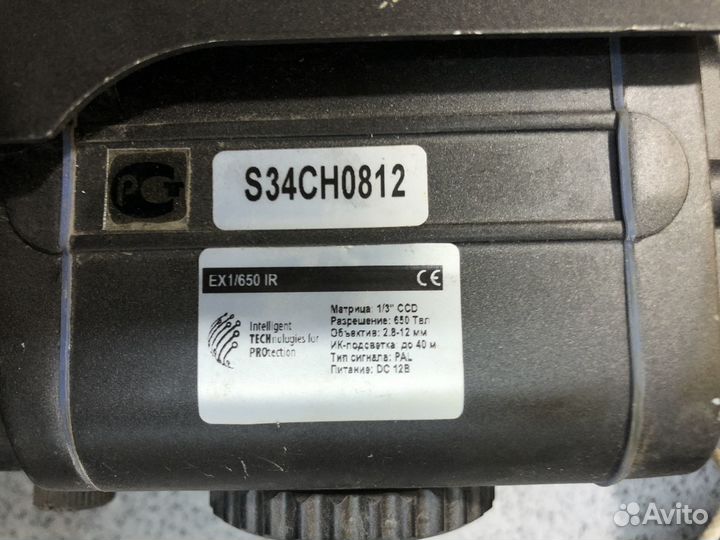 РСТ
S34CH0812
EX1/650 IR
CE
Intelligent
TECHnologies for
PROtection
Матрица: 1/3" CCD
Разрешение: 650 Твл
Объектив: 2.8-12 мм
ИК-подсветка: до 40 м
Тип сигнала: PAL
Питание: DC 12В
Avito